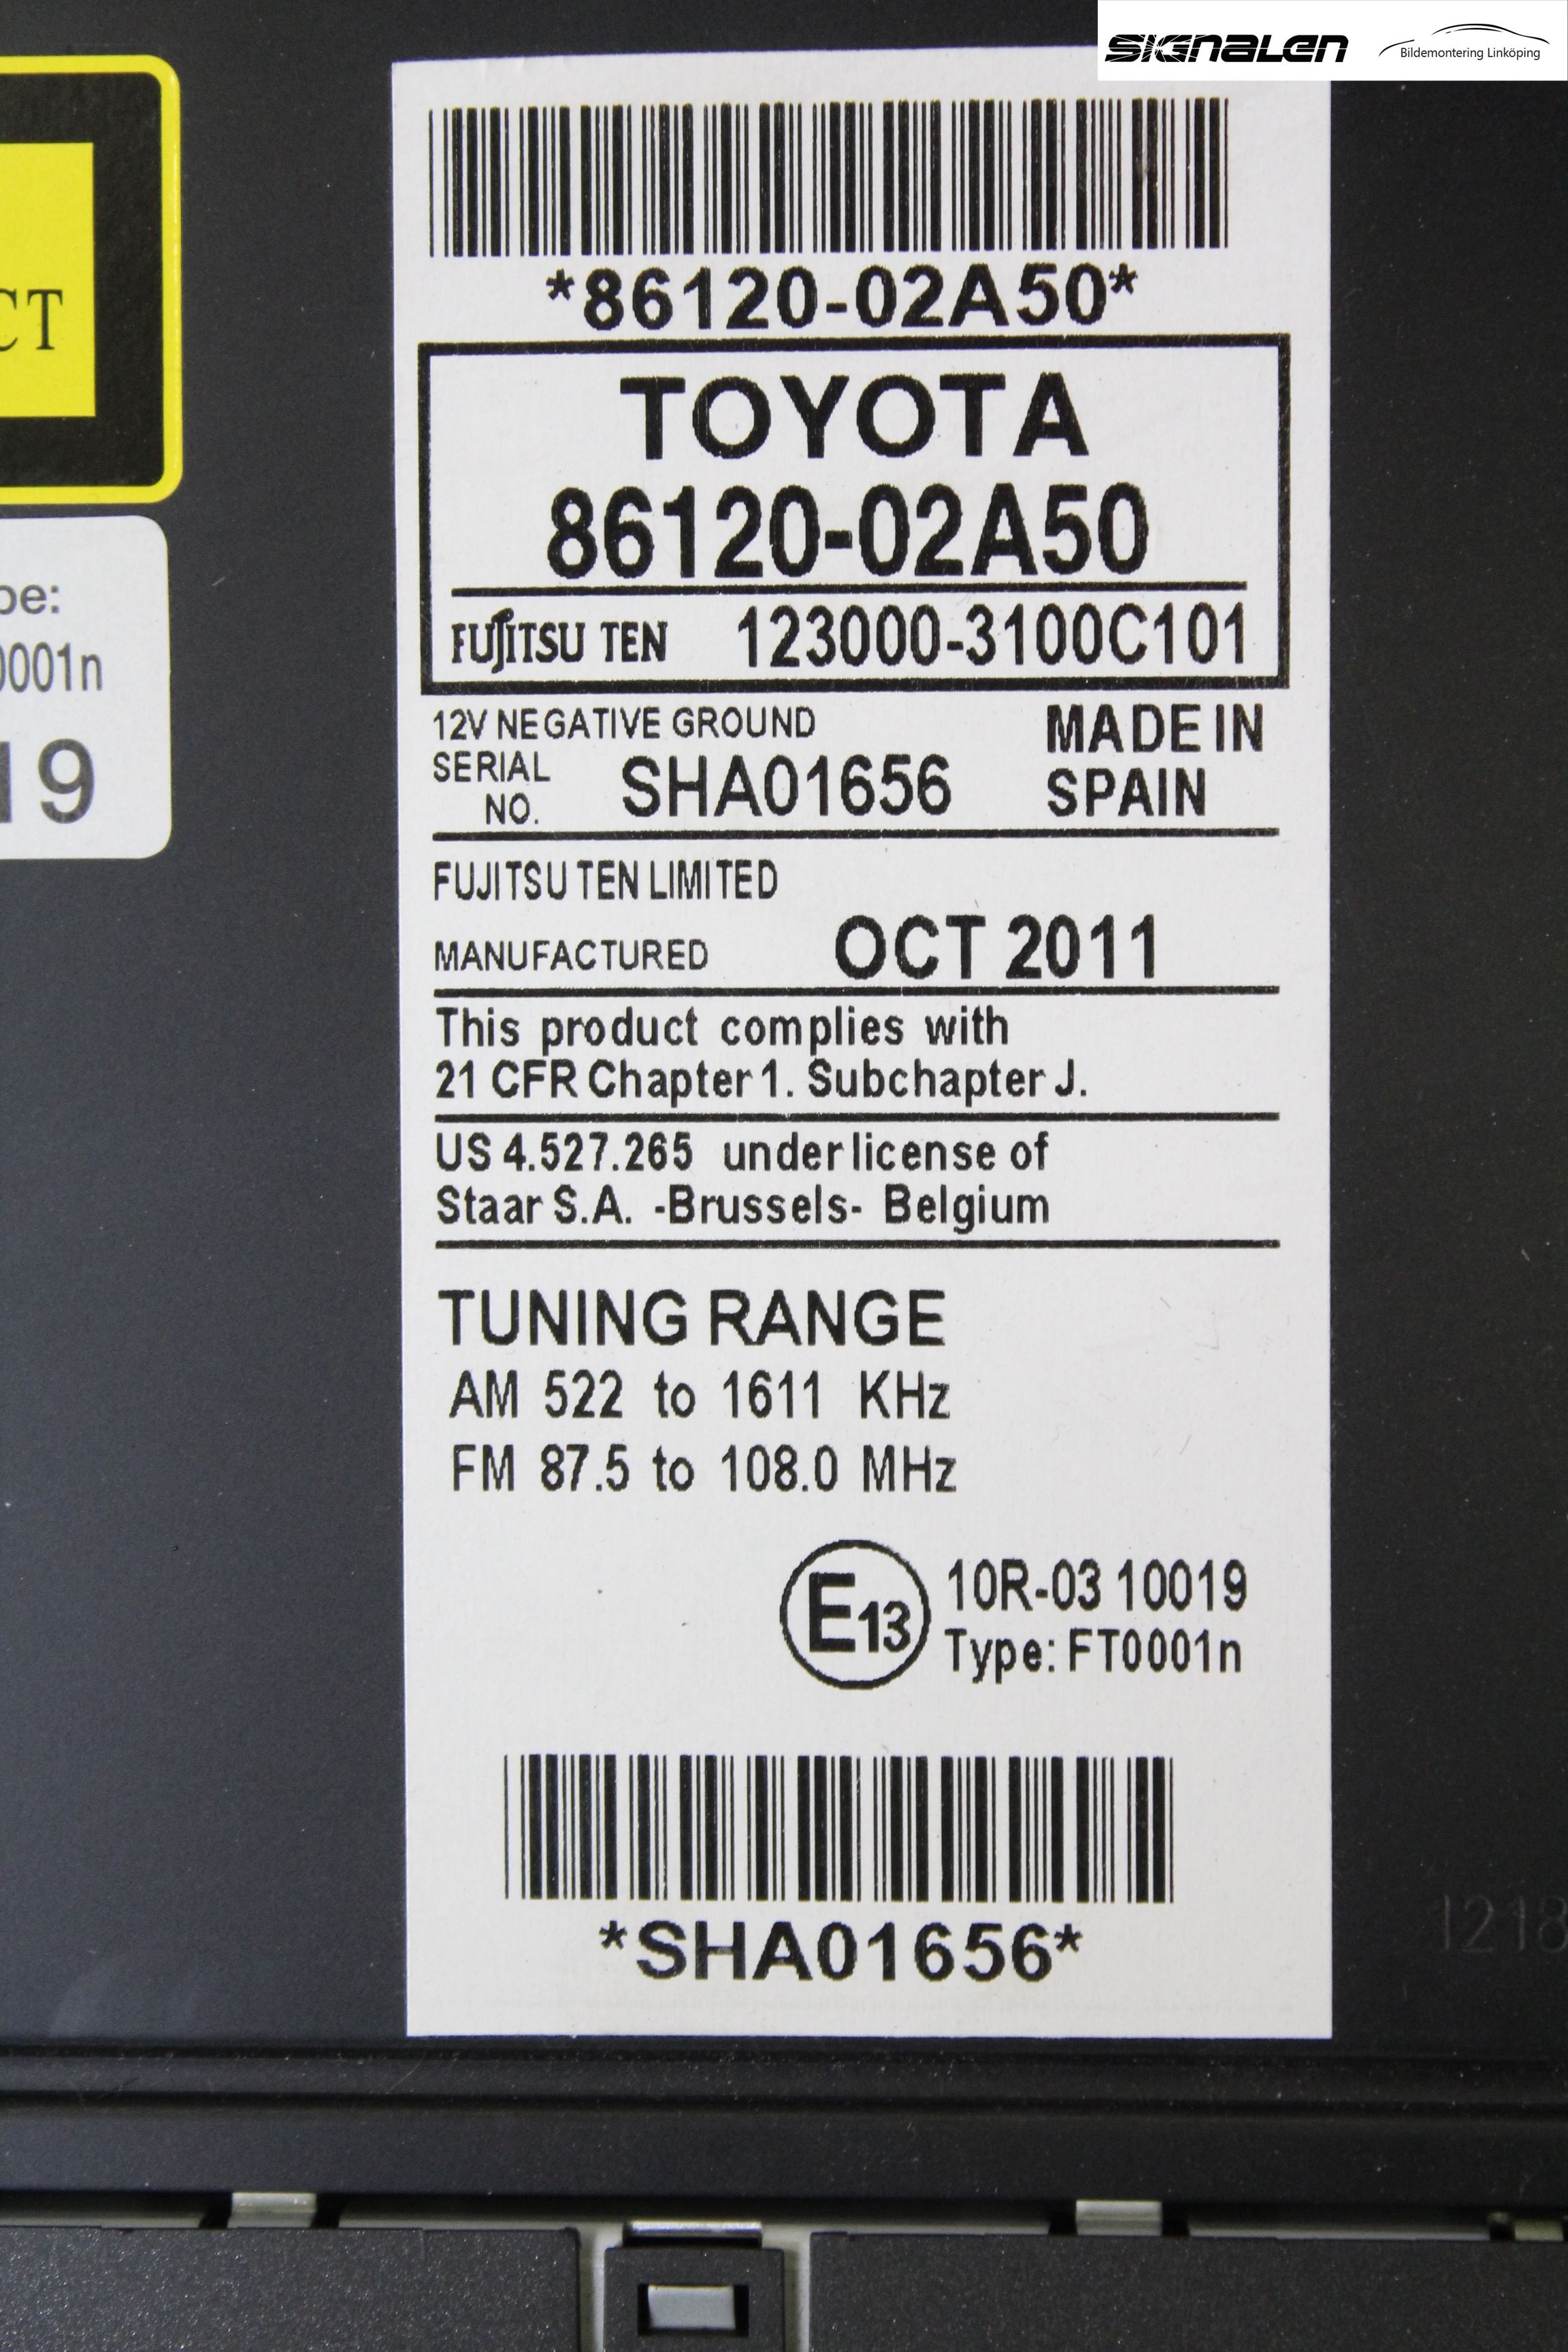 SIGNALEN
Bildemontering Linköping
*86120-02A50*
TOYOTA
86120-02A50
FUJITSU TEN 123000-3100C101
12V NEGATIVE GROUND
MADE IN
SPAIN
SERIAL
NO.
SHA01656
FUJITSU TEN LIMITED
MANUFACTURED OCT 2011
This product complies with
21 CFR Chapter 1. Subchapter J.
US 4.527.265 under license of
Staar S.A. -Brussels- Belgium
TUNING RANGE
AM 522 to 1611 KHz
FM 87.5 to 108.0 MHz
E13
10R-03 10019
Type: FT0001n
*SHA01656*
CT
pe:
0001n
19
1218